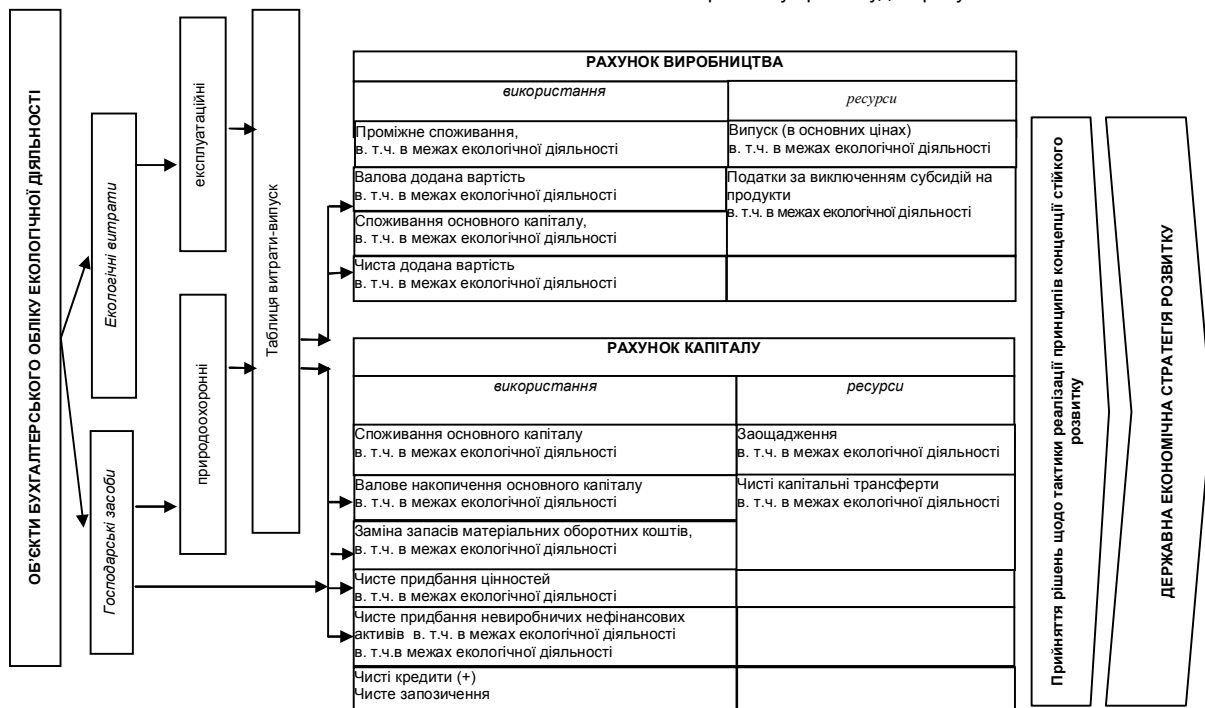 ОБ'ЄКТИ БУХГАЛТЕРСЬКОГО ОБЛІКУ ЕКОЛОГІЧНОЇ ДІЯЛЬНОСТІ
Екологічні витрати
Господарські засоби
експлуатаційні
природоохоронні
Таблиця витрати-випуск
РАХУНОК ВИРОБНИЦТВА
використання
ресурси
Проміжне споживання,
в. т.ч. в межах екологічної діяльності
Випуск (в основних цінах)
в. т.ч. в межах екологічної діяльності
Валова додана вартість
в. т.ч. в межах екологічної діяльності
Податки за виключенням субсидій на
продукти
в. т.ч. в межах екологічної діяльності
Споживання основного капіталу,
в. т.ч. в межах екологічної діяльності
Чиста додана вартість
в. т.ч. в межах екологічної діяльності
РАХУНОК КАПІТАЛУ
використання
ресурси
Споживання основного капіталу
в. т.ч. в межах екологічної діяльності
Заощадження
в. т.ч. в межах екологічної діяльності
Валове накопичення основного капіталу
в. т.ч. в межах екологічної діяльності
Чисті капітальні трансферти
в. т.ч. в межах екологічної діяльності
Заміна запасів матеріальних оборотних коштів,
в. т.ч. в межах екологічної діяльності
Чисте придбання цінностей
в. т.ч. в межах екологічної діяльності
Чисте придбання невиробничих нефінансових
активів в. т.ч. в межах екологічної діяльності
в. т.ч.в межах екологічної діяльності
Чисті кредити (+)
Чисте запозичення
Прийняття рішень щодо тактики реалізації принципів концепції стійкого
розвитку
ДЕРЖАВНА ЕКОНОМІЧНА СТРАТЕГІЯ РОЗВИТКУ